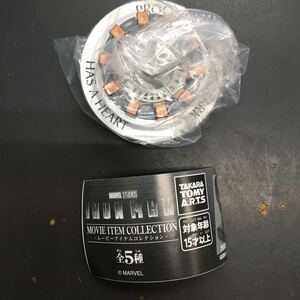 PROO
HAS A HEART
MARVEL STUDIOS
IRON MAN
MOVIE ITEM COLLECTION
-ムービーアイテムコレクション-
全5種
© MARVEL
TAKARA
TOMY
A.R.T.S
対象年齢
15才以上